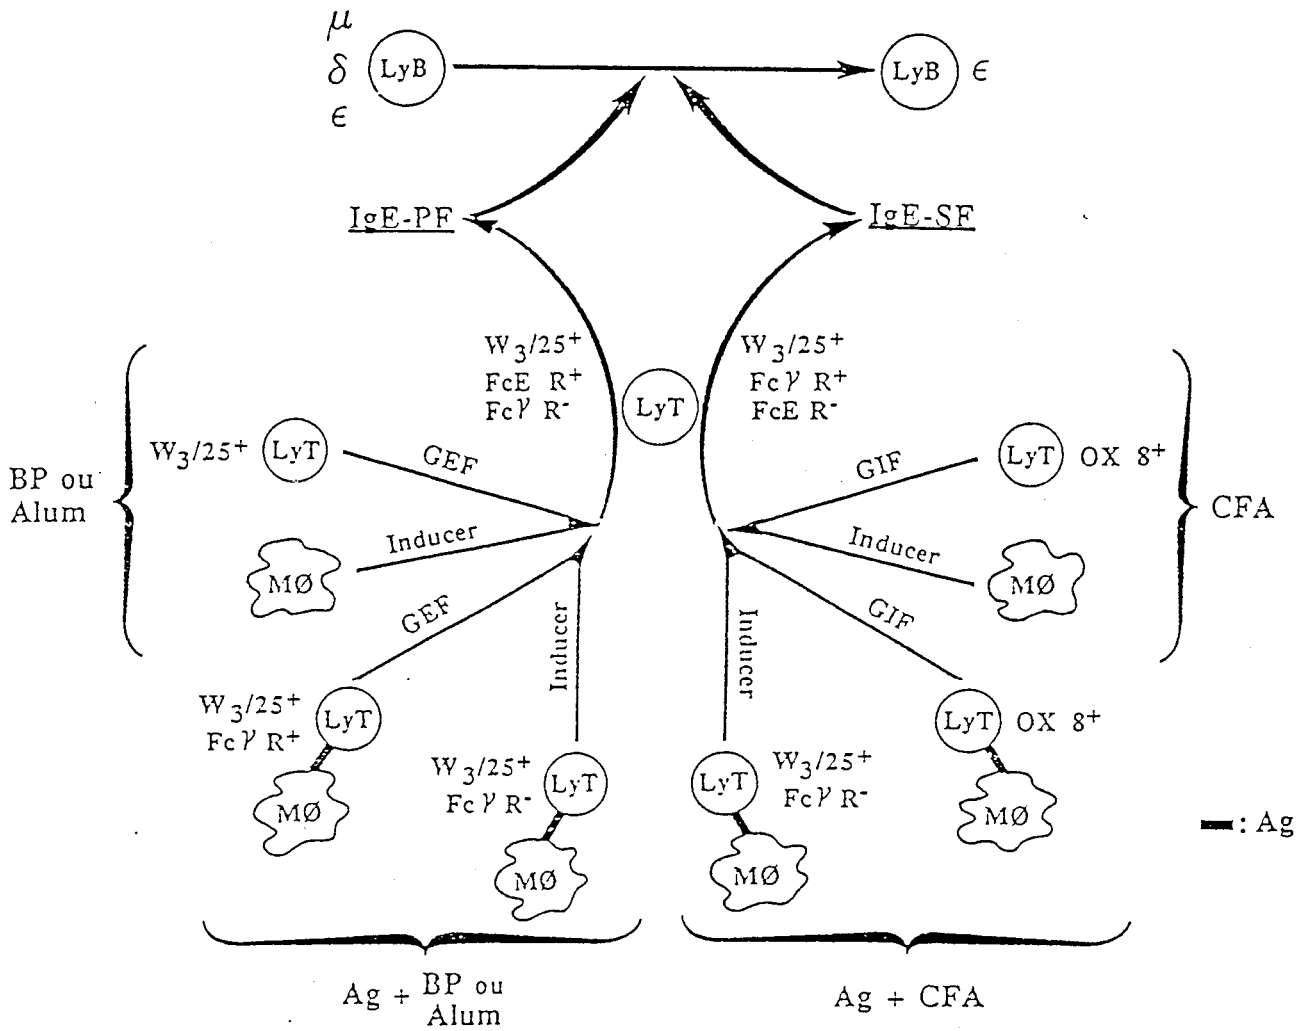 μ
δ
ε
LyB
LyB
ε
IgE-PF
IgE-SF
W3/25+
FcE R+
Fcγ R-
LyT
W3/25+
Fcγ R+
FcE R-
BP ou
Alum
W3/25+
LyT
GEF
Inducer
MØ
GEF
Inducer
GIF
LyT
OX 8+
Inducer
MØ
GIF
Inducer
CFA
W3/25+
Fcγ R+
LyT
MØ
W3/25+
Fcγ R-
LyT
MØ
LyT
W3/25+
Fcγ R-
MØ
LyT
OX 8+
MØ
: Ag
Ag + BP ou
Alum
Ag + CFA